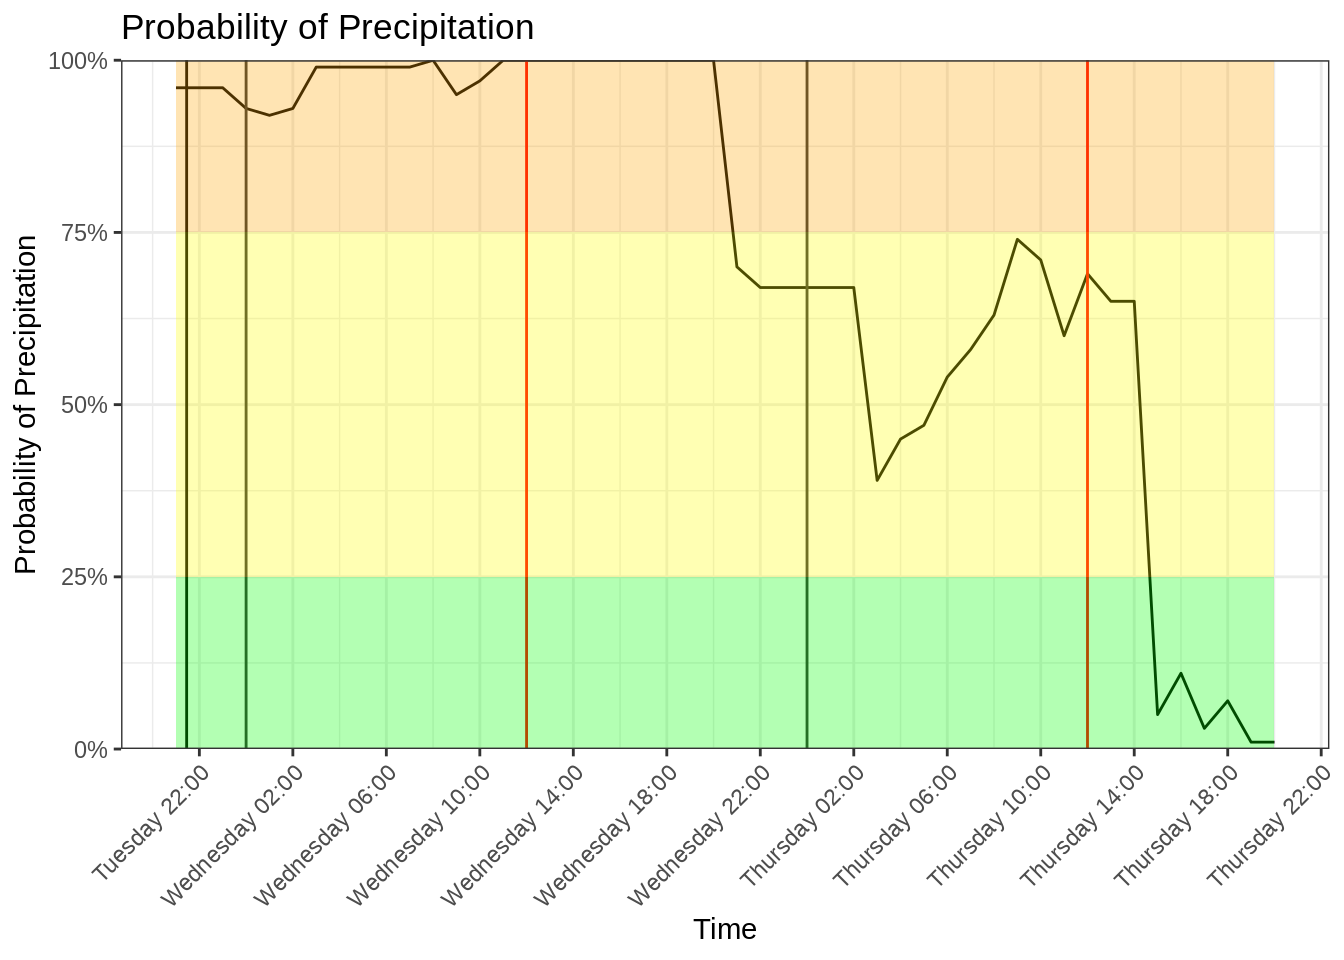 Probability of Precipitation
Probability of Precipitation
100%
75%
50%
25%
0%
Tuesday 22:00
Wednesday 02:00
Wednesday 06:00
Wednesday 10:00
Wednesday 14:00
Wednesday 18:00
Wednesday 22:00
Thursday 02:00
Thursday 06:00
Thursday 10:00
Thursday 14:00
Thursday 18:00
Thursday 22:00
Time